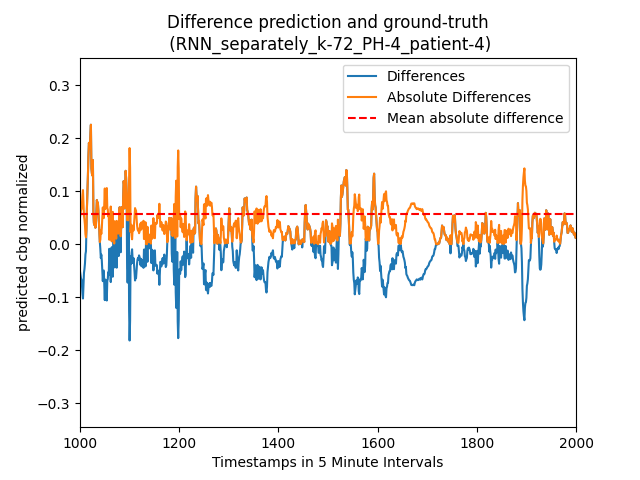 Difference prediction and ground-truth
(RNN_separately_k-72_PH-4_patient-4)
Differences
Absolute Differences
Mean absolute difference
predicted cbg normalized
0.3
0.2
0.1
0.0
−0.1
−0.2
−0.3
1000 1200 1400 1600 1800 2000
Timestamps in 5 Minute Intervals